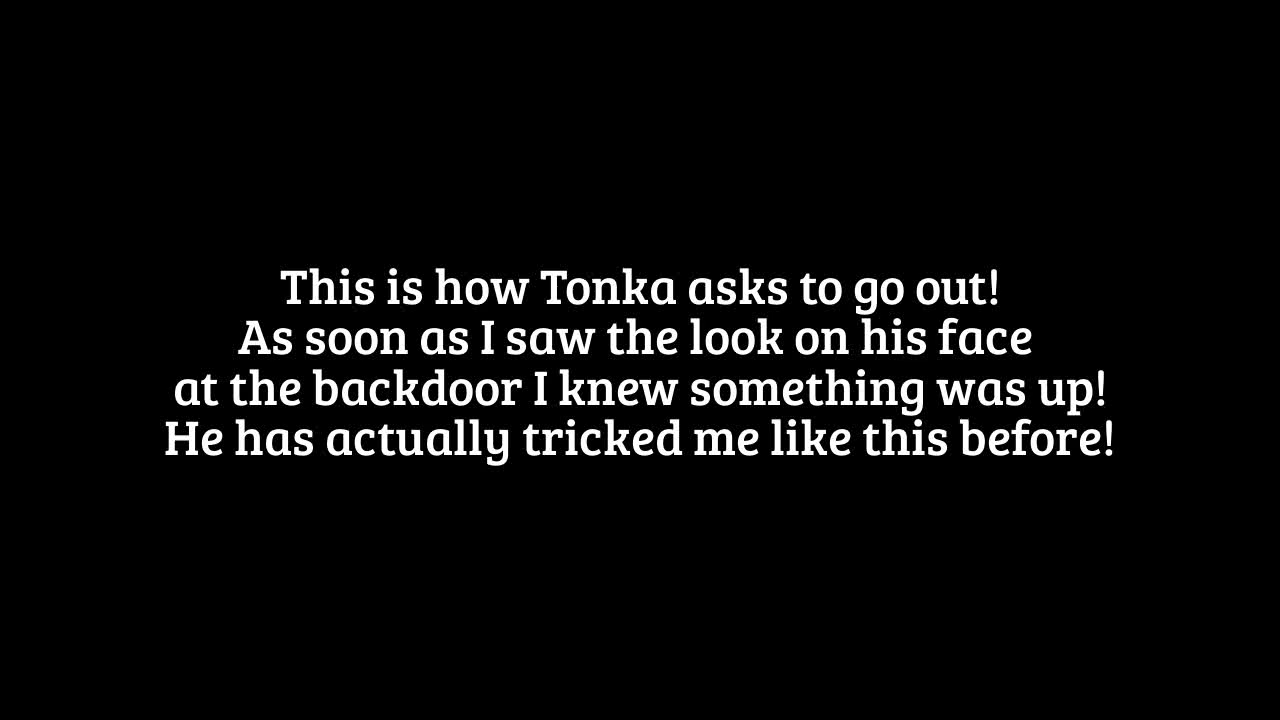 This is how Tonka asks to go out!
As soon as I saw the look on his face
at the backdoor I knew something was up!
He has actually tricked me like this before!